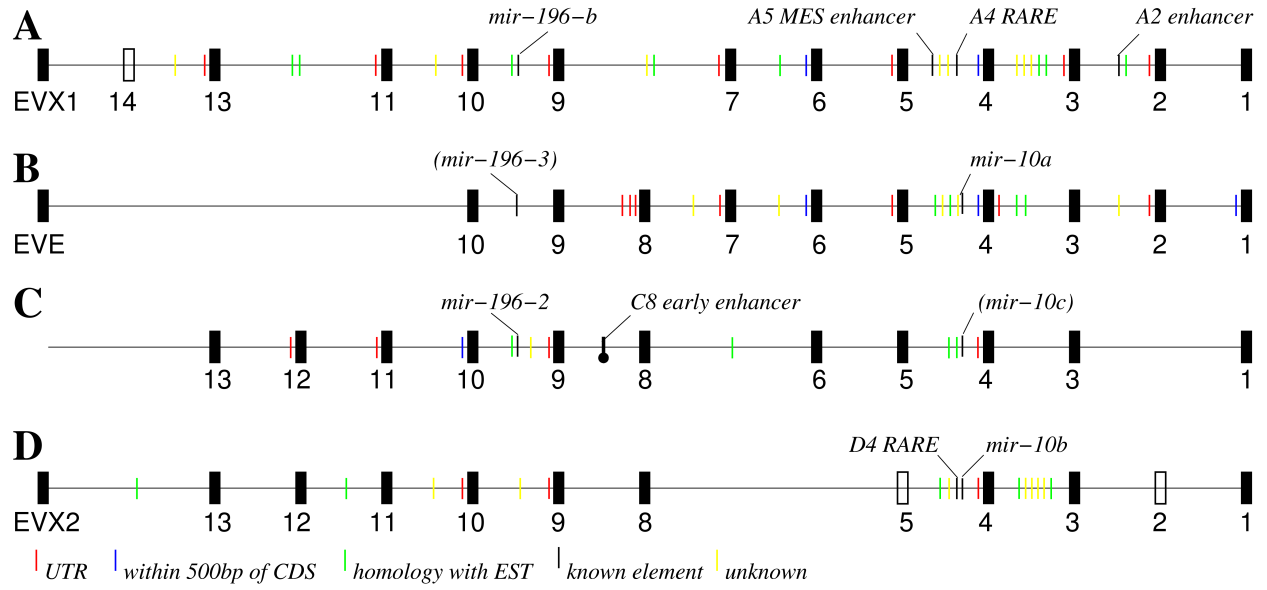 A mir−196−b A5 MES enhancer A4 RARE A2 enhancer
EVX1 14 13 11 10 9 7 6 5 4 3 2 1
B (mir−196−3) mir−10a
EVE 10 9 8 7 6 5 4 3 2 1
C mir−196−2 C8 early enhancer (mir−10c)
13 12 11 10 9 8 6 5 4 3 1
D D4 RARE mir−10b
EVX2 13 12 11 10 9 8 5 4 3 2 1
UTR within 500bp of CDS homology with EST known element unknown